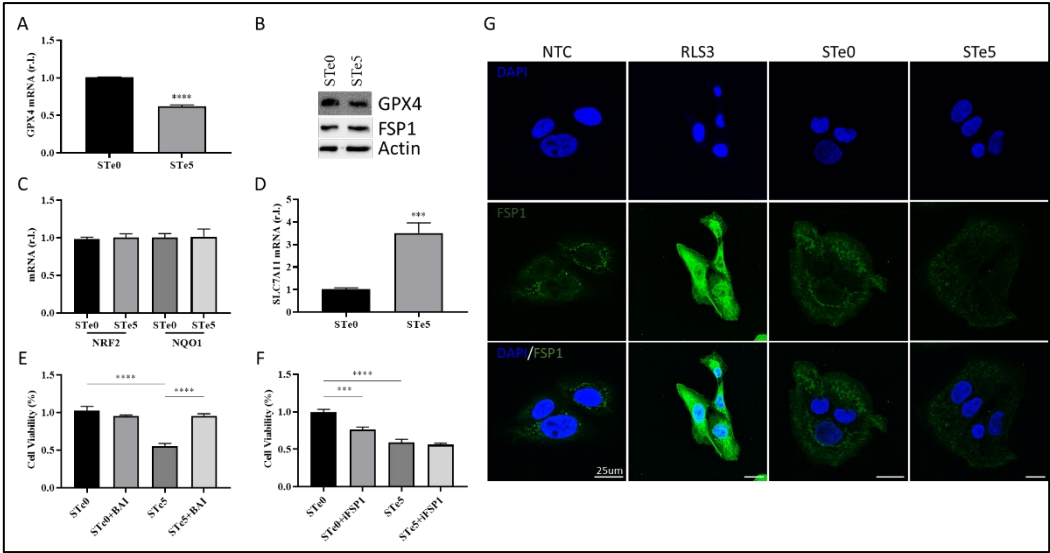 A
GPX4 mRNA (r.I.)
1.5
1.0
0.5
0.0
****
STe0
STe5
B
STe0
STe5
GPX4
FSP1
Actin
C
mRNA (r.I.)
1.5
1.0
0.5
0.0
STe0 STe5 STe0 STe5
NRF2 NQO1
D
SLC7A11 mRNA (r.I.)
5
4
3
2
1
0
***
STe0
STe5
E
Cell Viability (%)
1.5
1.0
0.5
0.0
**** ****
STe0
STe0+BAI
STe5
STe5+BAI
F
Cell Viability (%)
1.5
1.0
0.5
0.0
****
***
STe0
STe0+iFSP1
STe5
STe5+iFSP1
G
NTC RLS3 STe0 STe5
DAPI
FSP1
DAPI/FSP1
25um